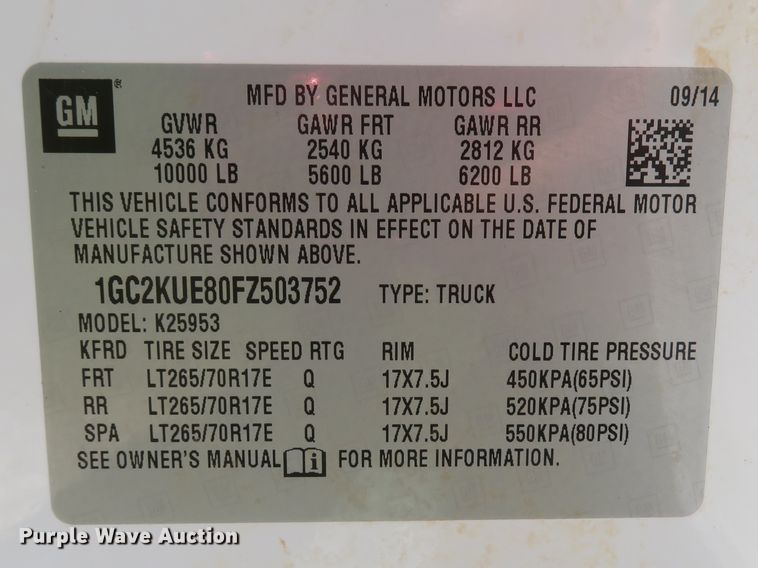 GM ® MFD BY GENERAL MOTORS LLC 09/14
GVWR GAWR FRT GAWR RR
4536 KG 2540 KG 2812 KG
10000 LB 5600 LB 6200 LB
THIS VEHICLE CONFORMS TO ALL APPLICABLE U.S. FEDERAL MOTOR
VEHICLE SAFETY STANDARDS IN EFFECT ON THE DATE OF
MANUFACTURE SHOWN ABOVE.
1GC2KUE80FZ503752 TYPE: TRUCK
MODEL: K25953
KFRD TIRE SIZE SPEED RTG RIM COLD TIRE PRESSURE
FRT LT265/70R17E Q 17X7.5J 450KPA(65PSI)
RR LT265/70R17E Q 17X7.5J 520KPA(75PSI)
SPA LT265/70R17E Q 17X7.5J 550KPA(80PSI)
SEE OWNER'S MANUAL i FOR MORE INFORMATION.
Purple Wave Auction